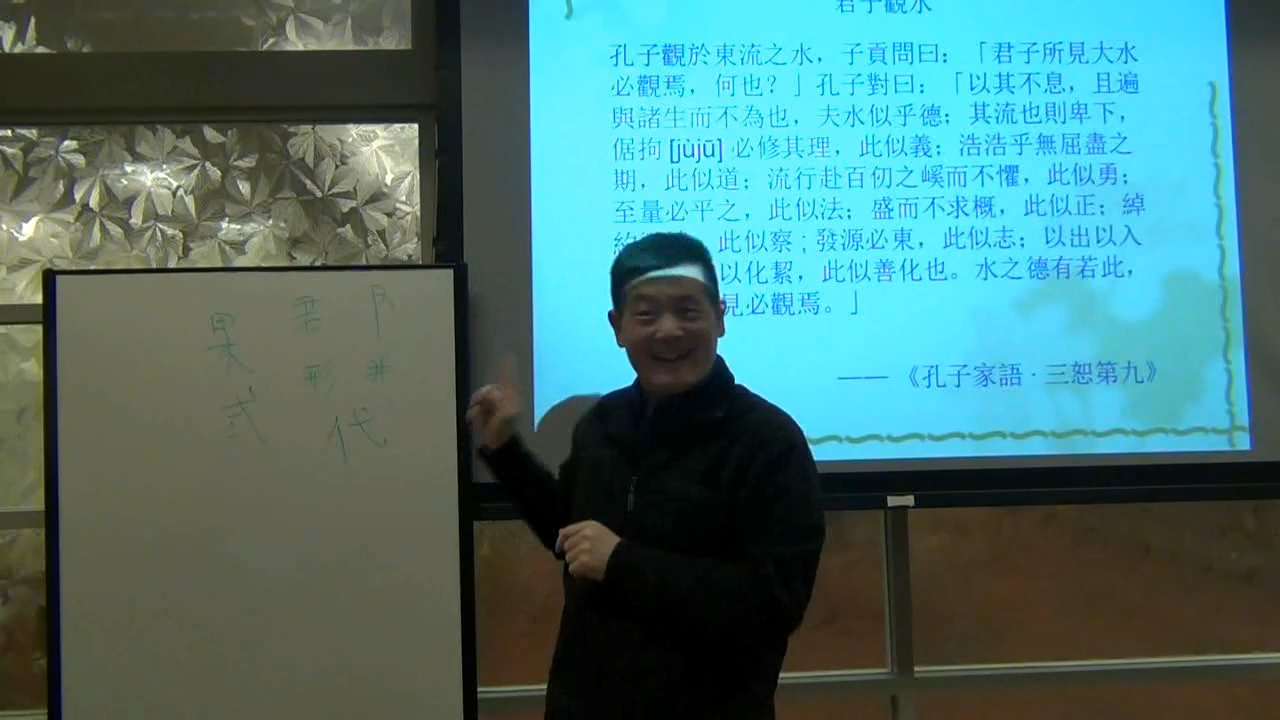 君子觀水
孔子觀於東流之水，子貢問曰：「君子所見大水
必觀焉，何也？」孔子對曰：「以其不息，且遍
與諸生而不為也，夫水似乎德；其流也則卑下，
倨拘 [jùjū] 必修其理，此似義；浩浩乎無屈盡之
期，此似道；流行赴百仞之嵠而不懼，此似勇；
至量必平之，此似法；盛而不求概，此似正；綽
約 此似察；發源必東，此似志；以出以入
以化絜，此似善化也。水之德有若此，
見必觀焉。」
—— 《孔子家語 · 三恕第九》
君
果 形 井
式 代